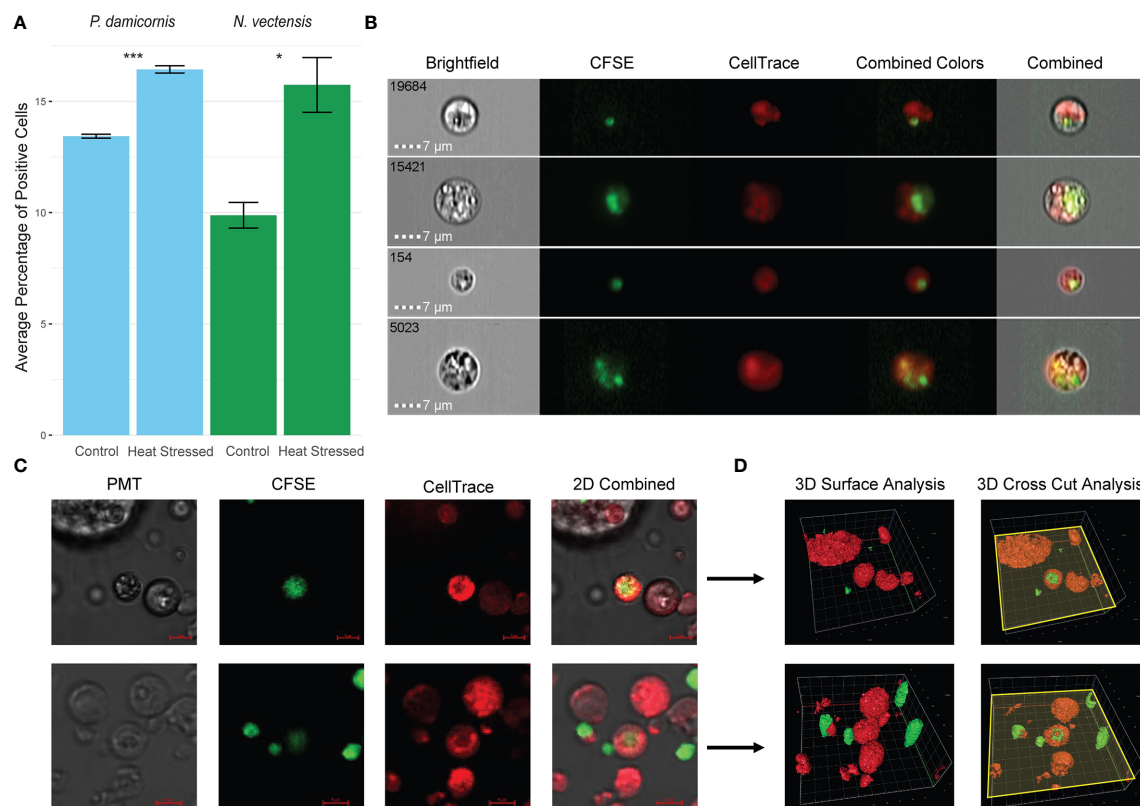 A
P. damicornis
N. vectensis
***
*
15
10
5
0
Average Percentage of Positive Cells
Control
Heat Stressed
Control
Heat Stressed
B
Brightfield
CFSE
CellTrace
Combined Colors
Combined
19684
7 µm
15421
7 µm
154
7 µm
5023
7 µm
C
PMT
CFSE
CellTrace
2D Combined
D
3D Surface Analysis
3D Cross Cut Analysis